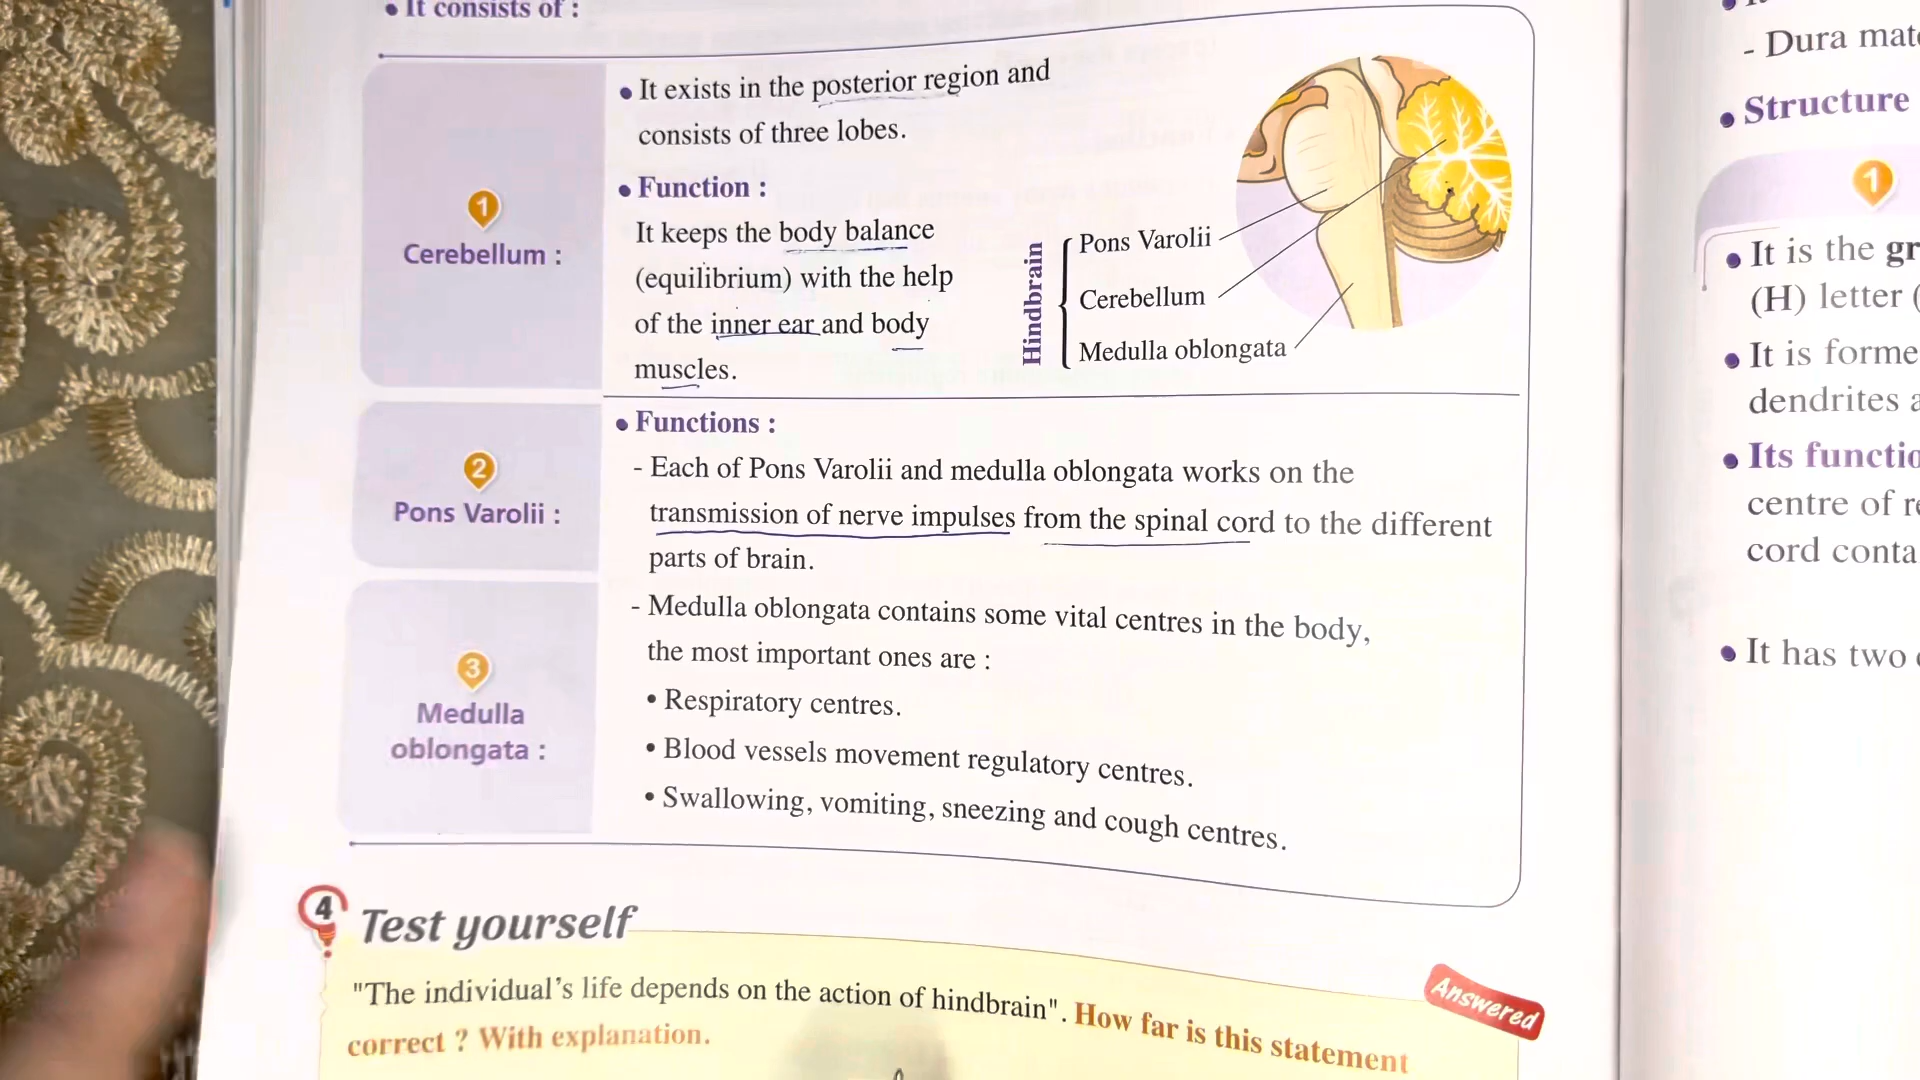 • It consists of :
1
Cerebellum :
• It exists in the posterior region and
consists of three lobes.
• Function :
It keeps the body balance
(equilibrium) with the help
of the inner ear and body
muscles.
Hindbrain
Pons Varolii
Cerebellum
Medulla oblongata
2
Pons Varolii :
• Functions :
- Each of Pons Varolii and medulla oblongata works on the
transmission of nerve impulses from the spinal cord to the different
parts of brain.
3
Medulla
oblongata :
- Medulla oblongata contains some vital centres in the body,
the most important ones are :
• Respiratory centres.
• Blood vessels movement regulatory centres.
• Swallowing, vomiting, sneezing and cough centres.
4
Test yourself
Answered
"The individual's life depends on the action of hindbrain". How far is this statement
correct ? With explanation.
- Dura
• Structure
1
• It is the
(H) letter (
• It is
dendrites
• Its
centre of
cord
• It has two